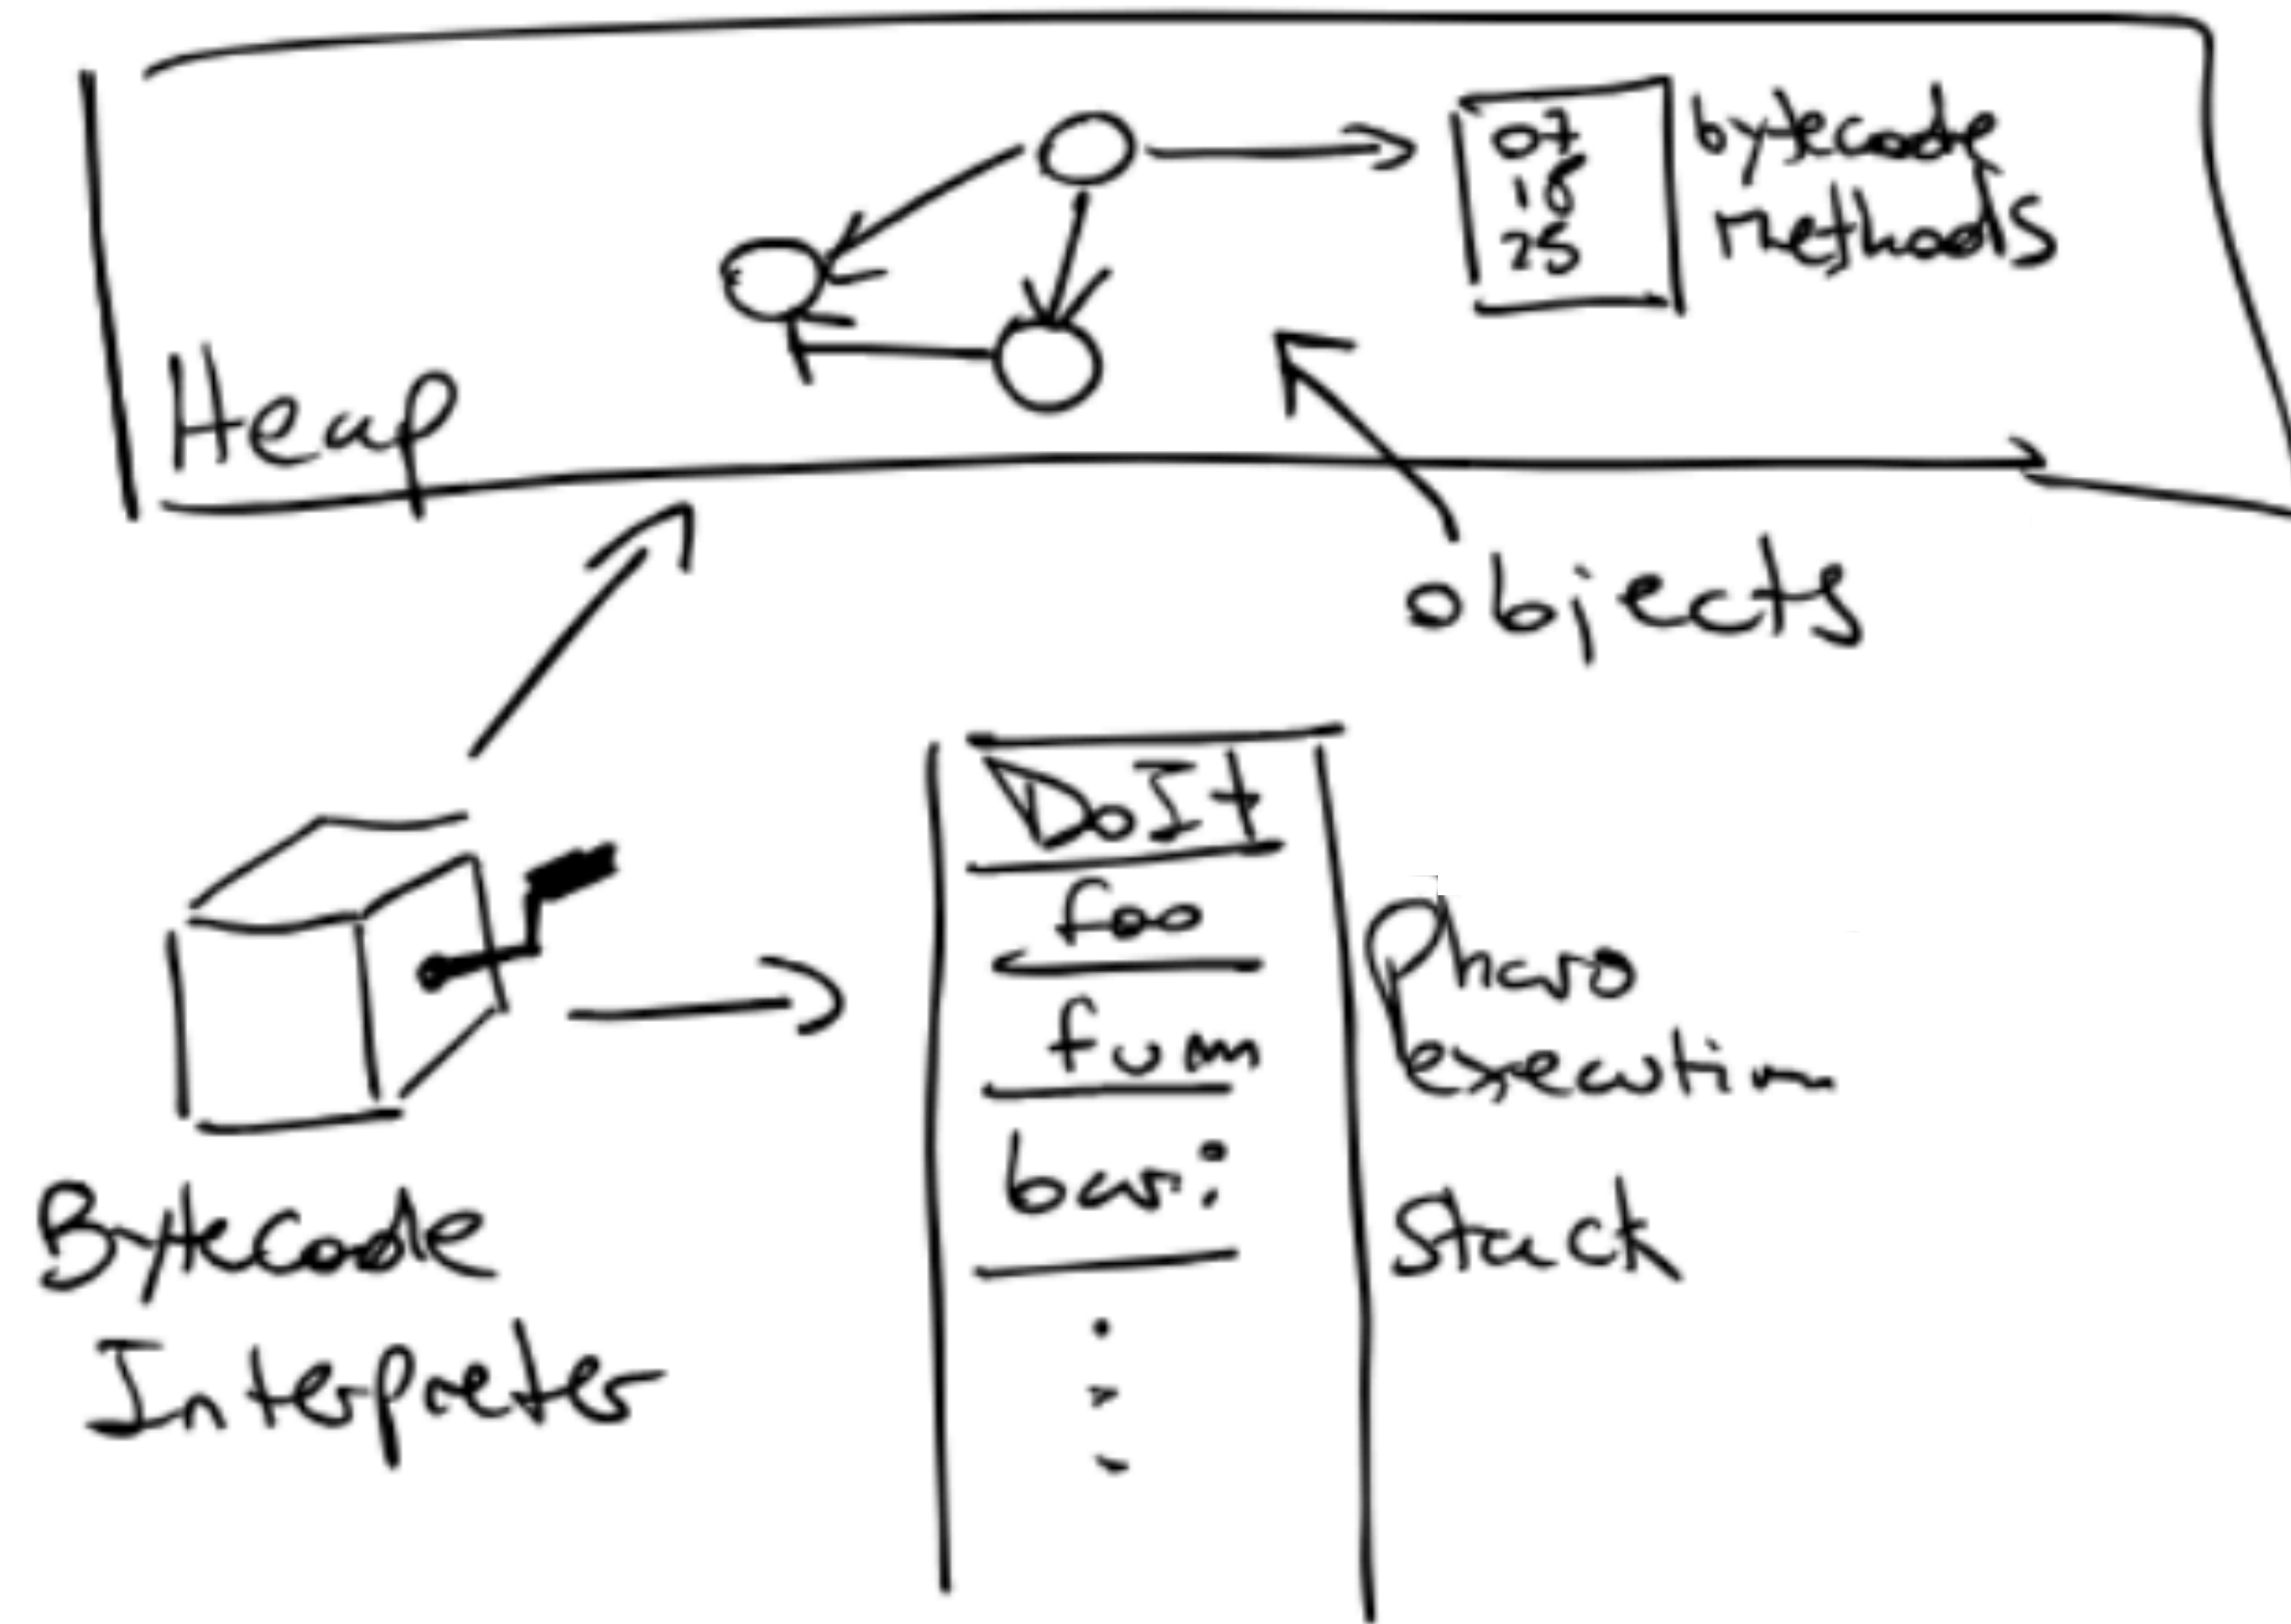 07
18
25
bytecode
methods
Heap
objects
DoIt
foo
fum
bar:
Pharo
execution
Stack
Bytecode
Interpreter